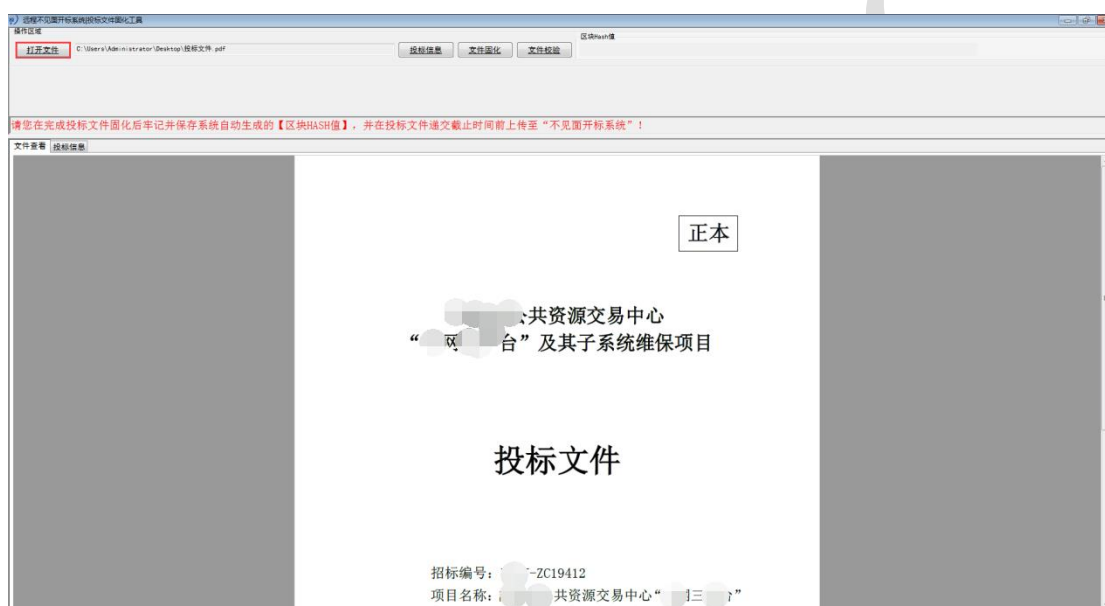 远程不见面开标系统投标文件固化工具
操作区域
打开文件 C:\Users\Administrator\Desktop\投标文件.pdf 投标信息 文件固化 文件校验
区块Hash值
请您在完成投标文件固化后牢记并保存系统自动生成的【区块HASH值】，并在投标文件递交截止时间前上传至“不见面开标系统”！
文件查看 投标信息
正本
共资源交易中心
“ 网 台”及其子系统维保项目
投标文件
招标编号： -ZC19412
项目名称： 共资源交易中心“ 三 ”